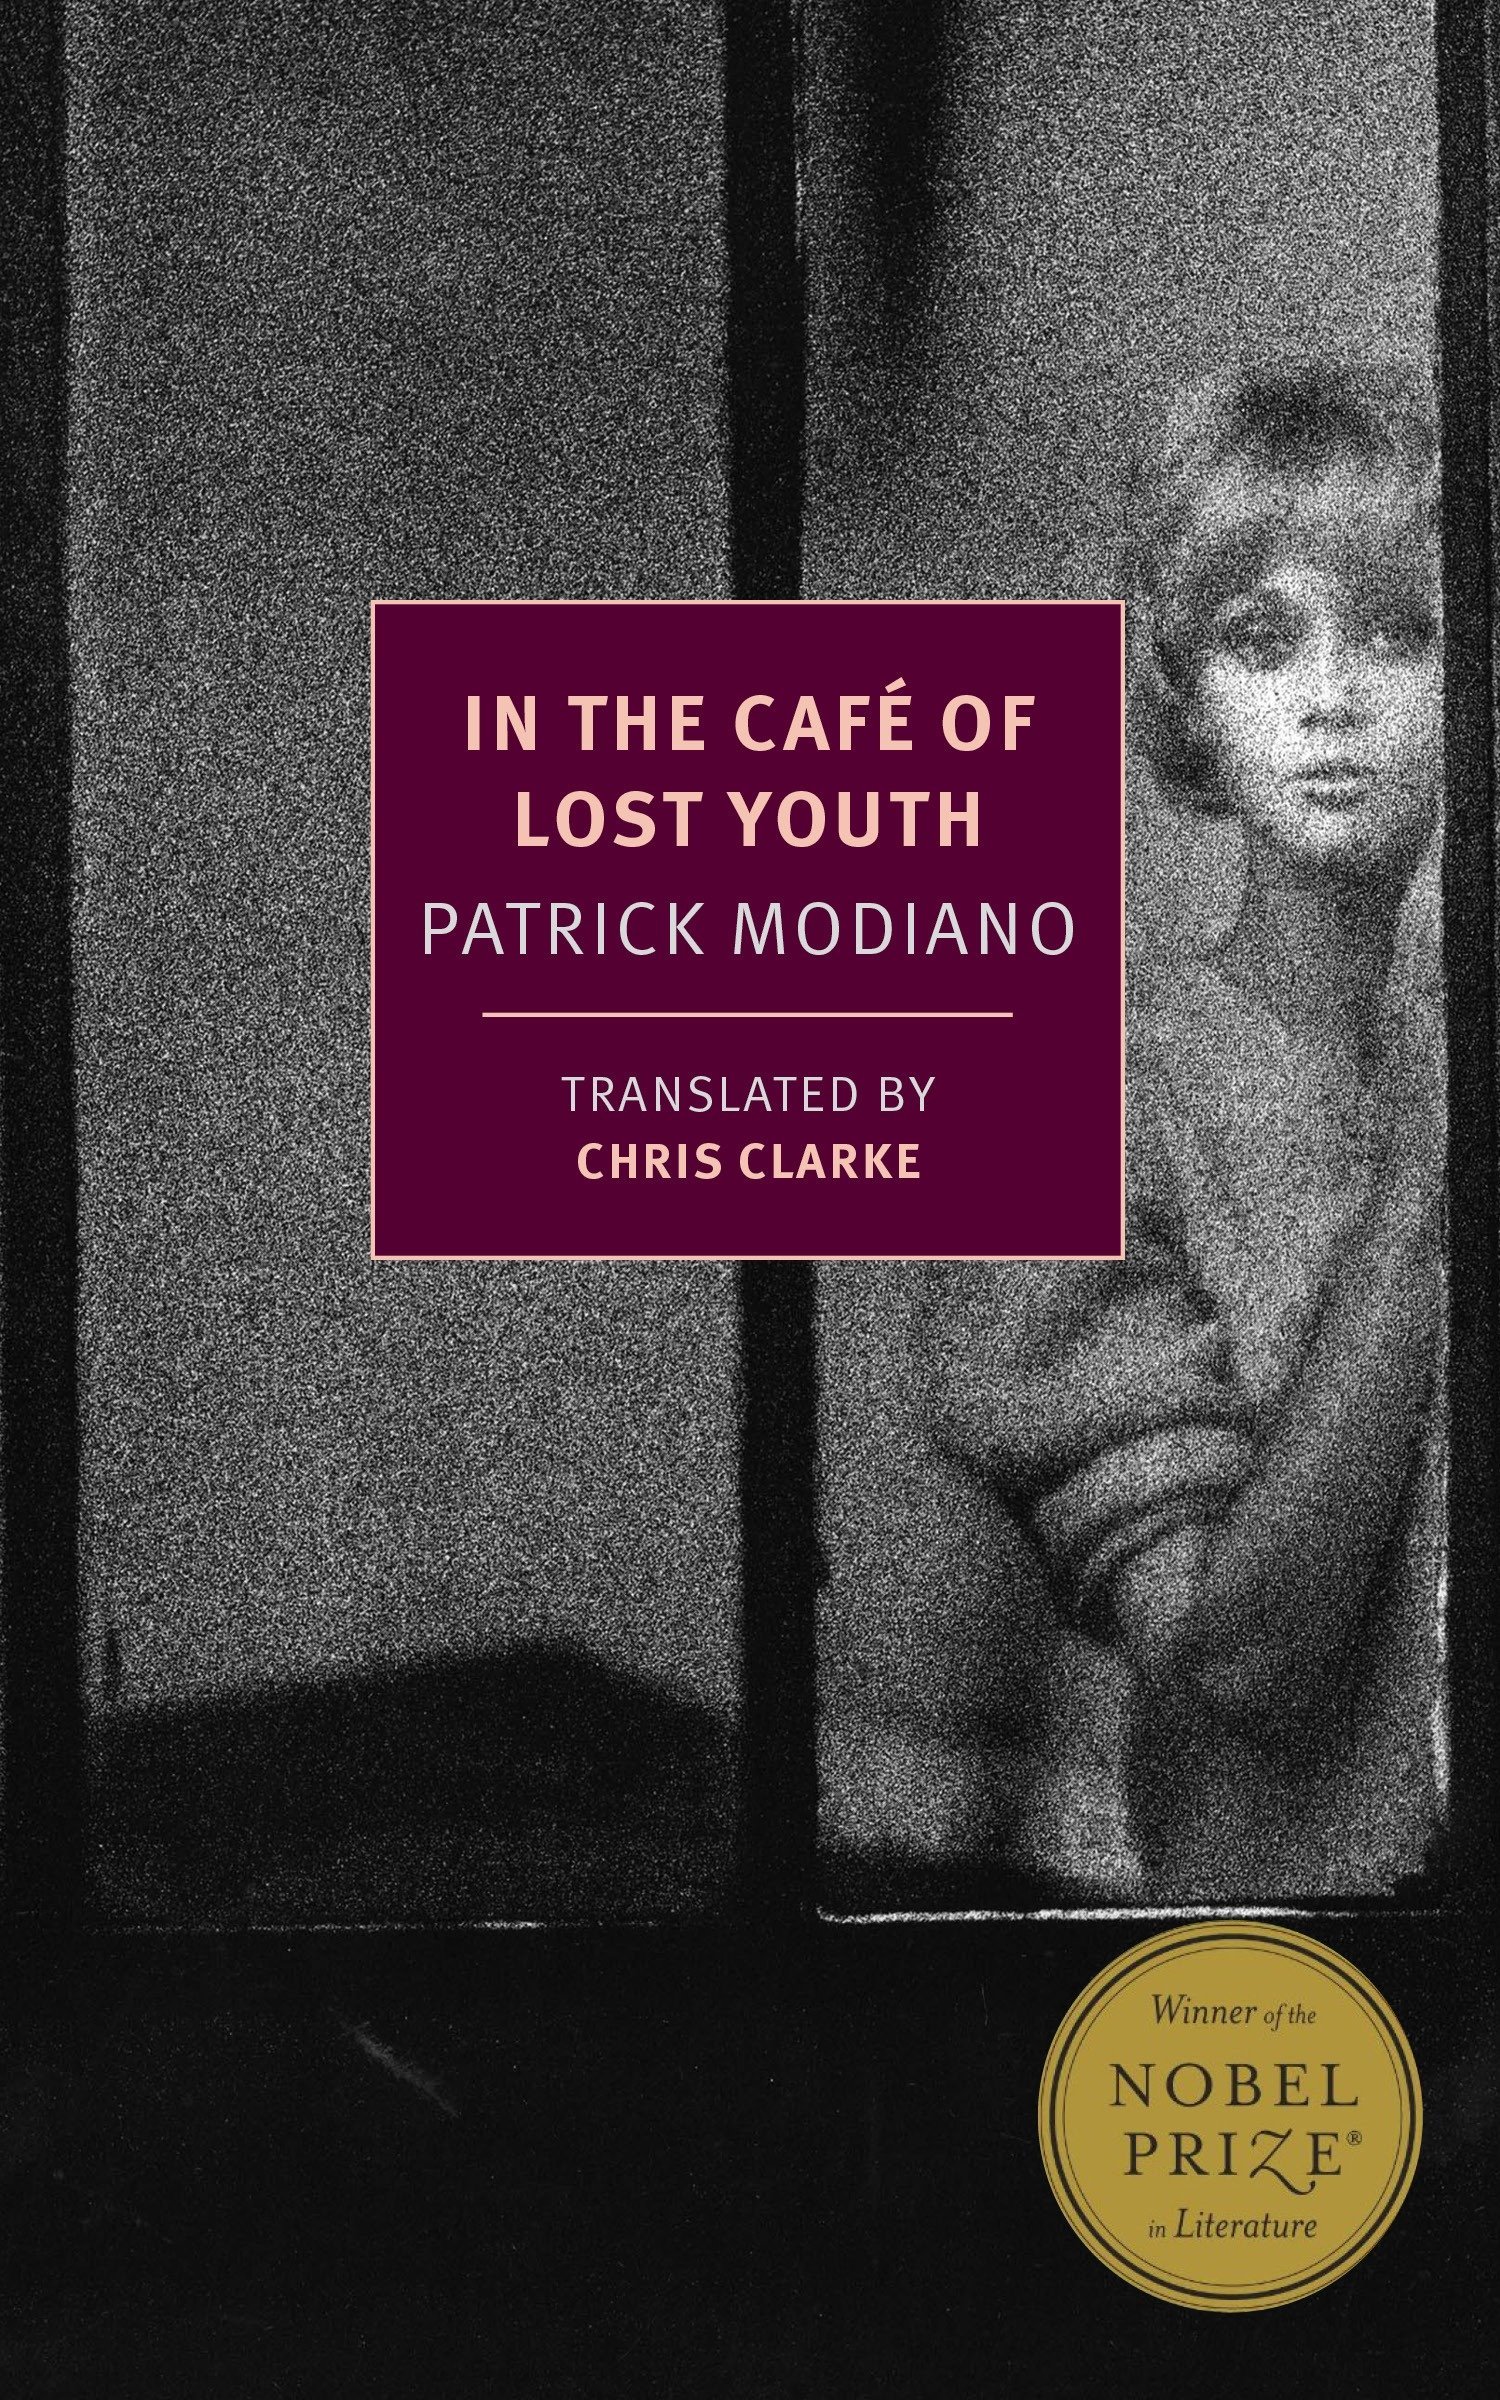 IN THE CAFÉ OF
LOST YOUTH
PATRICK MODIANO
TRANSLATED BY
CHRIS CLARKE
Winner of the
NOBEL
PRIZE®
in Literature